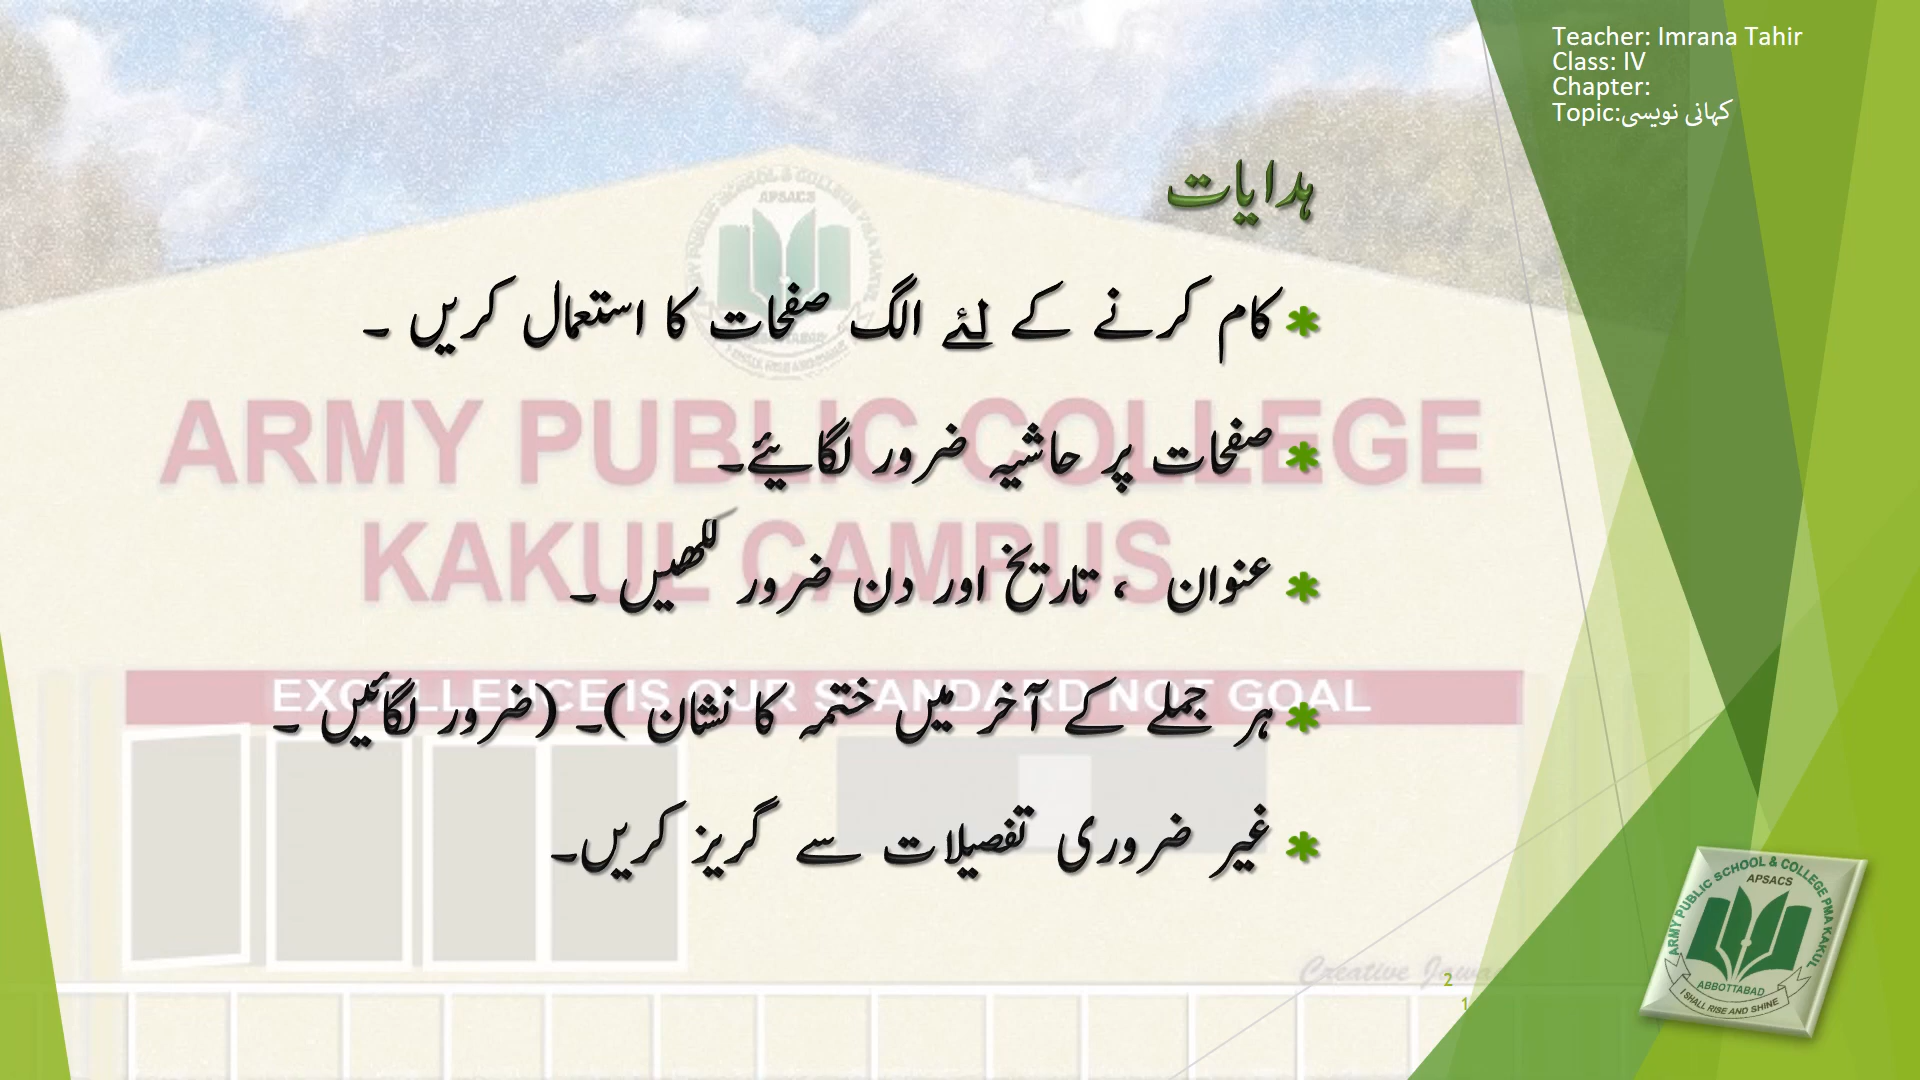 Teacher: Imrana Tahir
Class: IV
Chapter:
Topic:کہانی نویسی
ہدایات
کام کرنے کے لئے الگ صفحات کا استعمال کریں ۔
صفحات پر حاشیہ ضرور لگائیے۔
عنوان ، تاریخ اور دن ضرور لکھیں ۔
ہر جملے کے آخر میں ختمہ کا نشان )۔ (ضرور لگائیں ۔
غیر ضروری تفصیلات سے گریز کریں۔
APSACS
ARMY PUBLIC COLLEGE
KAKUL CAMPUS
EXCELLENCE IS OUR STANDARD NOT GOAL
Creative
2
1
ARMY PUBLIC SCHOOL & COLLEGE PMA KAKUL
APSACS
ABBOTTABAD
I SHALL RISE AND SHINE